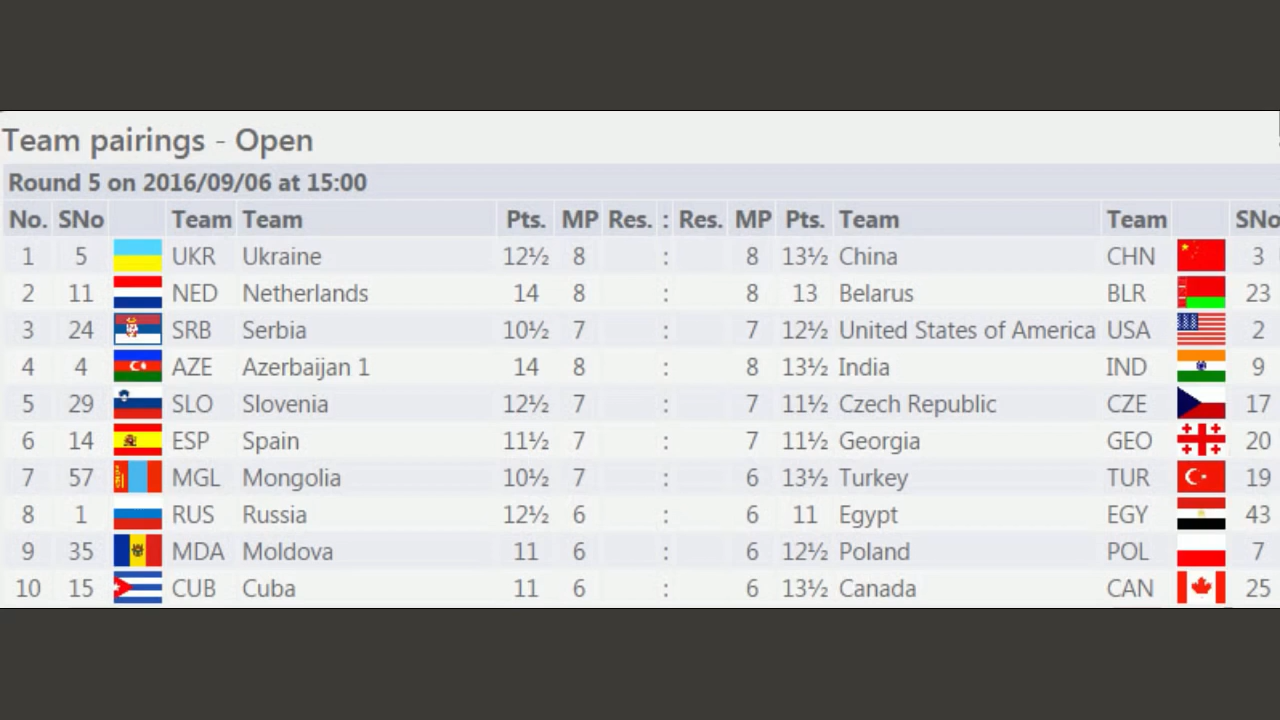 Team pairings - Open
Round 5 on 2016/09/06 at 15:00
No. SNo Team Team Pts. MP Res. : Res. MP Pts. Team Team SNo
1 5 UKR Ukraine 12½ 8 : 8 13½ China CHN 3
2 11 NED Netherlands 14 8 : 8 13 Belarus BLR 23
3 24 SRB Serbia 10½ 7 : 7 12½ United States of America USA 2
4 4 AZE Azerbaijan 1 14 8 : 8 13½ India IND 9
5 29 SLO Slovenia 12½ 7 : 7 11½ Czech Republic CZE 17
6 14 ESP Spain 11½ 7 : 7 11½ Georgia GEO 20
7 57 MGL Mongolia 10½ 7 : 6 13½ Turkey TUR 19
8 1 RUS Russia 12½ 6 : 6 11 Egypt EGY 43
9 35 MDA Moldova 11 6 : 6 12½ Poland POL 7
10 15 CUB Cuba 11 6 : 6 13½ Canada CAN 25